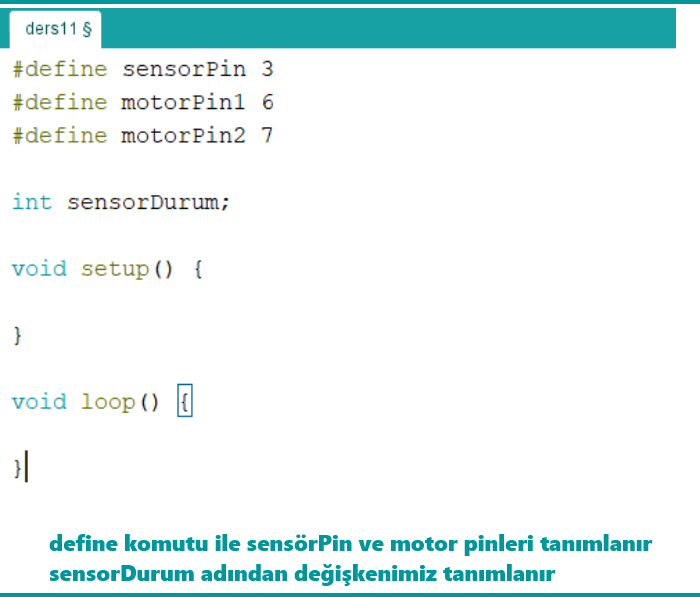 ders11 §
#define sensorPin 3
#define motorPin1 6
#define motorPin2 7
int sensorDurum;
void setup() {
}
void loop() {
}
define komutu ile sensörPin ve motor pinleri tanımlanır
sensorDurum adından değişkenimiz tanımlanır